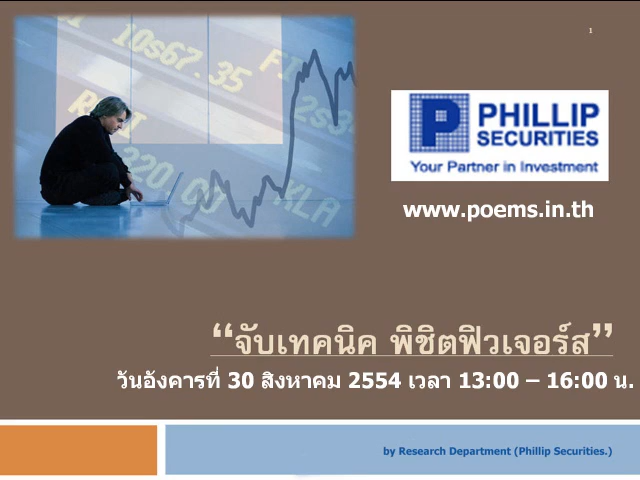 1
10s67.35
PHILLIP
SECURITIES
Your Partner in Investment
www.poems.in.th
“จับเทคนิค พิชิตฟิวเจอร์ส”
วันอังคารที่ 30 สิงหาคม 2554 เวลา 13:00 – 16:00 น.
by Research Department (Phillip Securities.)